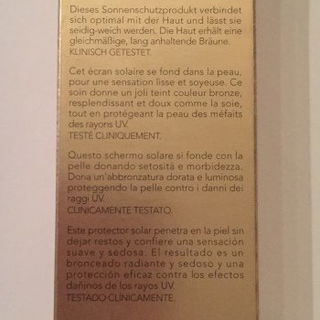 Dieses Sonnenschutzprodukt verbindet
sich optimal mit der Haut und lässt sie
seidig-weich werden. Die Haut erhält eine
gleichmäßige, lang anhaltende Bräune.
KLINISCH GETESTET.
Cet écran solaire se fond dans la peau,
pour une sensation lisse et soyeuse. Ce
soin donne un joli teint couleur bronze,
resplendissant et doux comme la soie,
tout en protégeant la peau des méfaits
des rayons UV.
TESTÉ CLINIQUEMENT.
Questo schermo solare si fonde con la
pelle donando setosità e morbidezza.
Dona un'abbronzatura dorata e luminosa
proteggendo la pelle contro i danni dei
raggi UV.
CLINICAMENTE TESTATO.
Este protector solar penetra en la piel sin
dejar restos y confiere una sensación
suave y sedosa. El resultado es un
bronceado radiante y sedoso y una
protección eficaz contra los efectos
dañinos de los rayos UV.
TESTADO CLÍNICAMENTE.